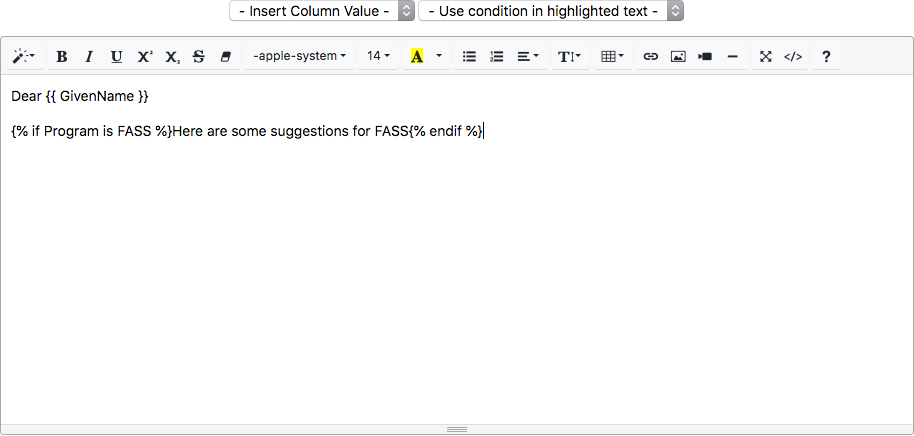 - Insert Column Value - - Use condition in highlighted text -
B I U X² X₂ S -apple-system 14 A T </> ?
Dear {{ GivenName }}
{% if Program is FASS %}Here are some suggestions for FASS{% endif %}